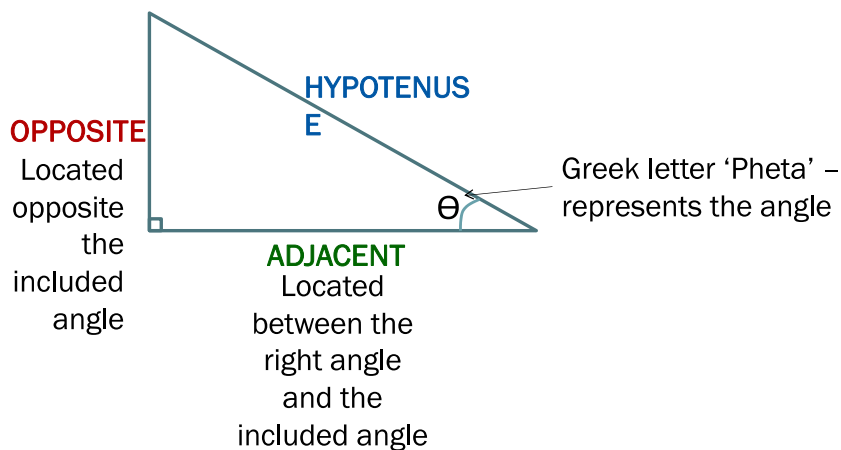 HYPOTENUS
E
OPPOSITE
Located
opposite
the
included
angle
Greek letter ‘Pheta’ –
represents the angle
ϴ
ADJACENT
Located
between the
right angle
and the
included angle